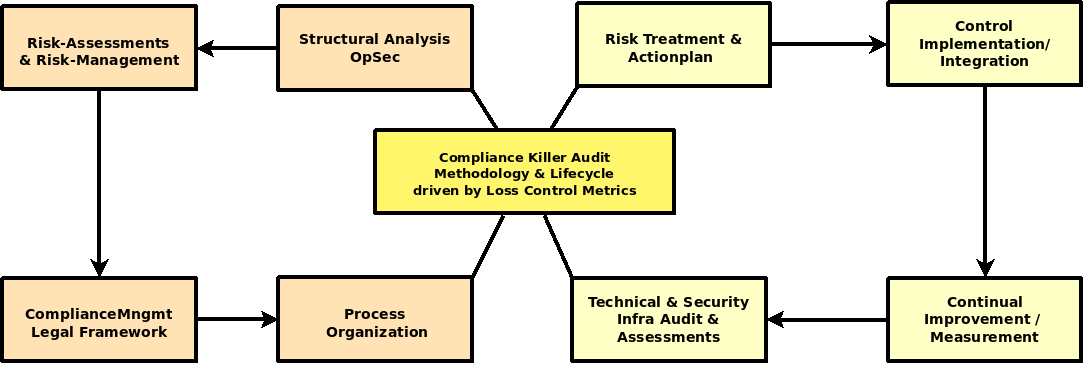 Risk-Assessments
& Risk-Management
Structural Analysis
OpSec
Risk Treatment &
Actionplan
Control
Implementation/
Integration
Compliance Killer Audit
Methodology & Lifecycle
driven by Loss Control Metrics
ComplianceMngmt
Legal Framework
Process
Organization
Technical & Security
Infra Audit &
Assessments
Continual
Improvement /
Measurement